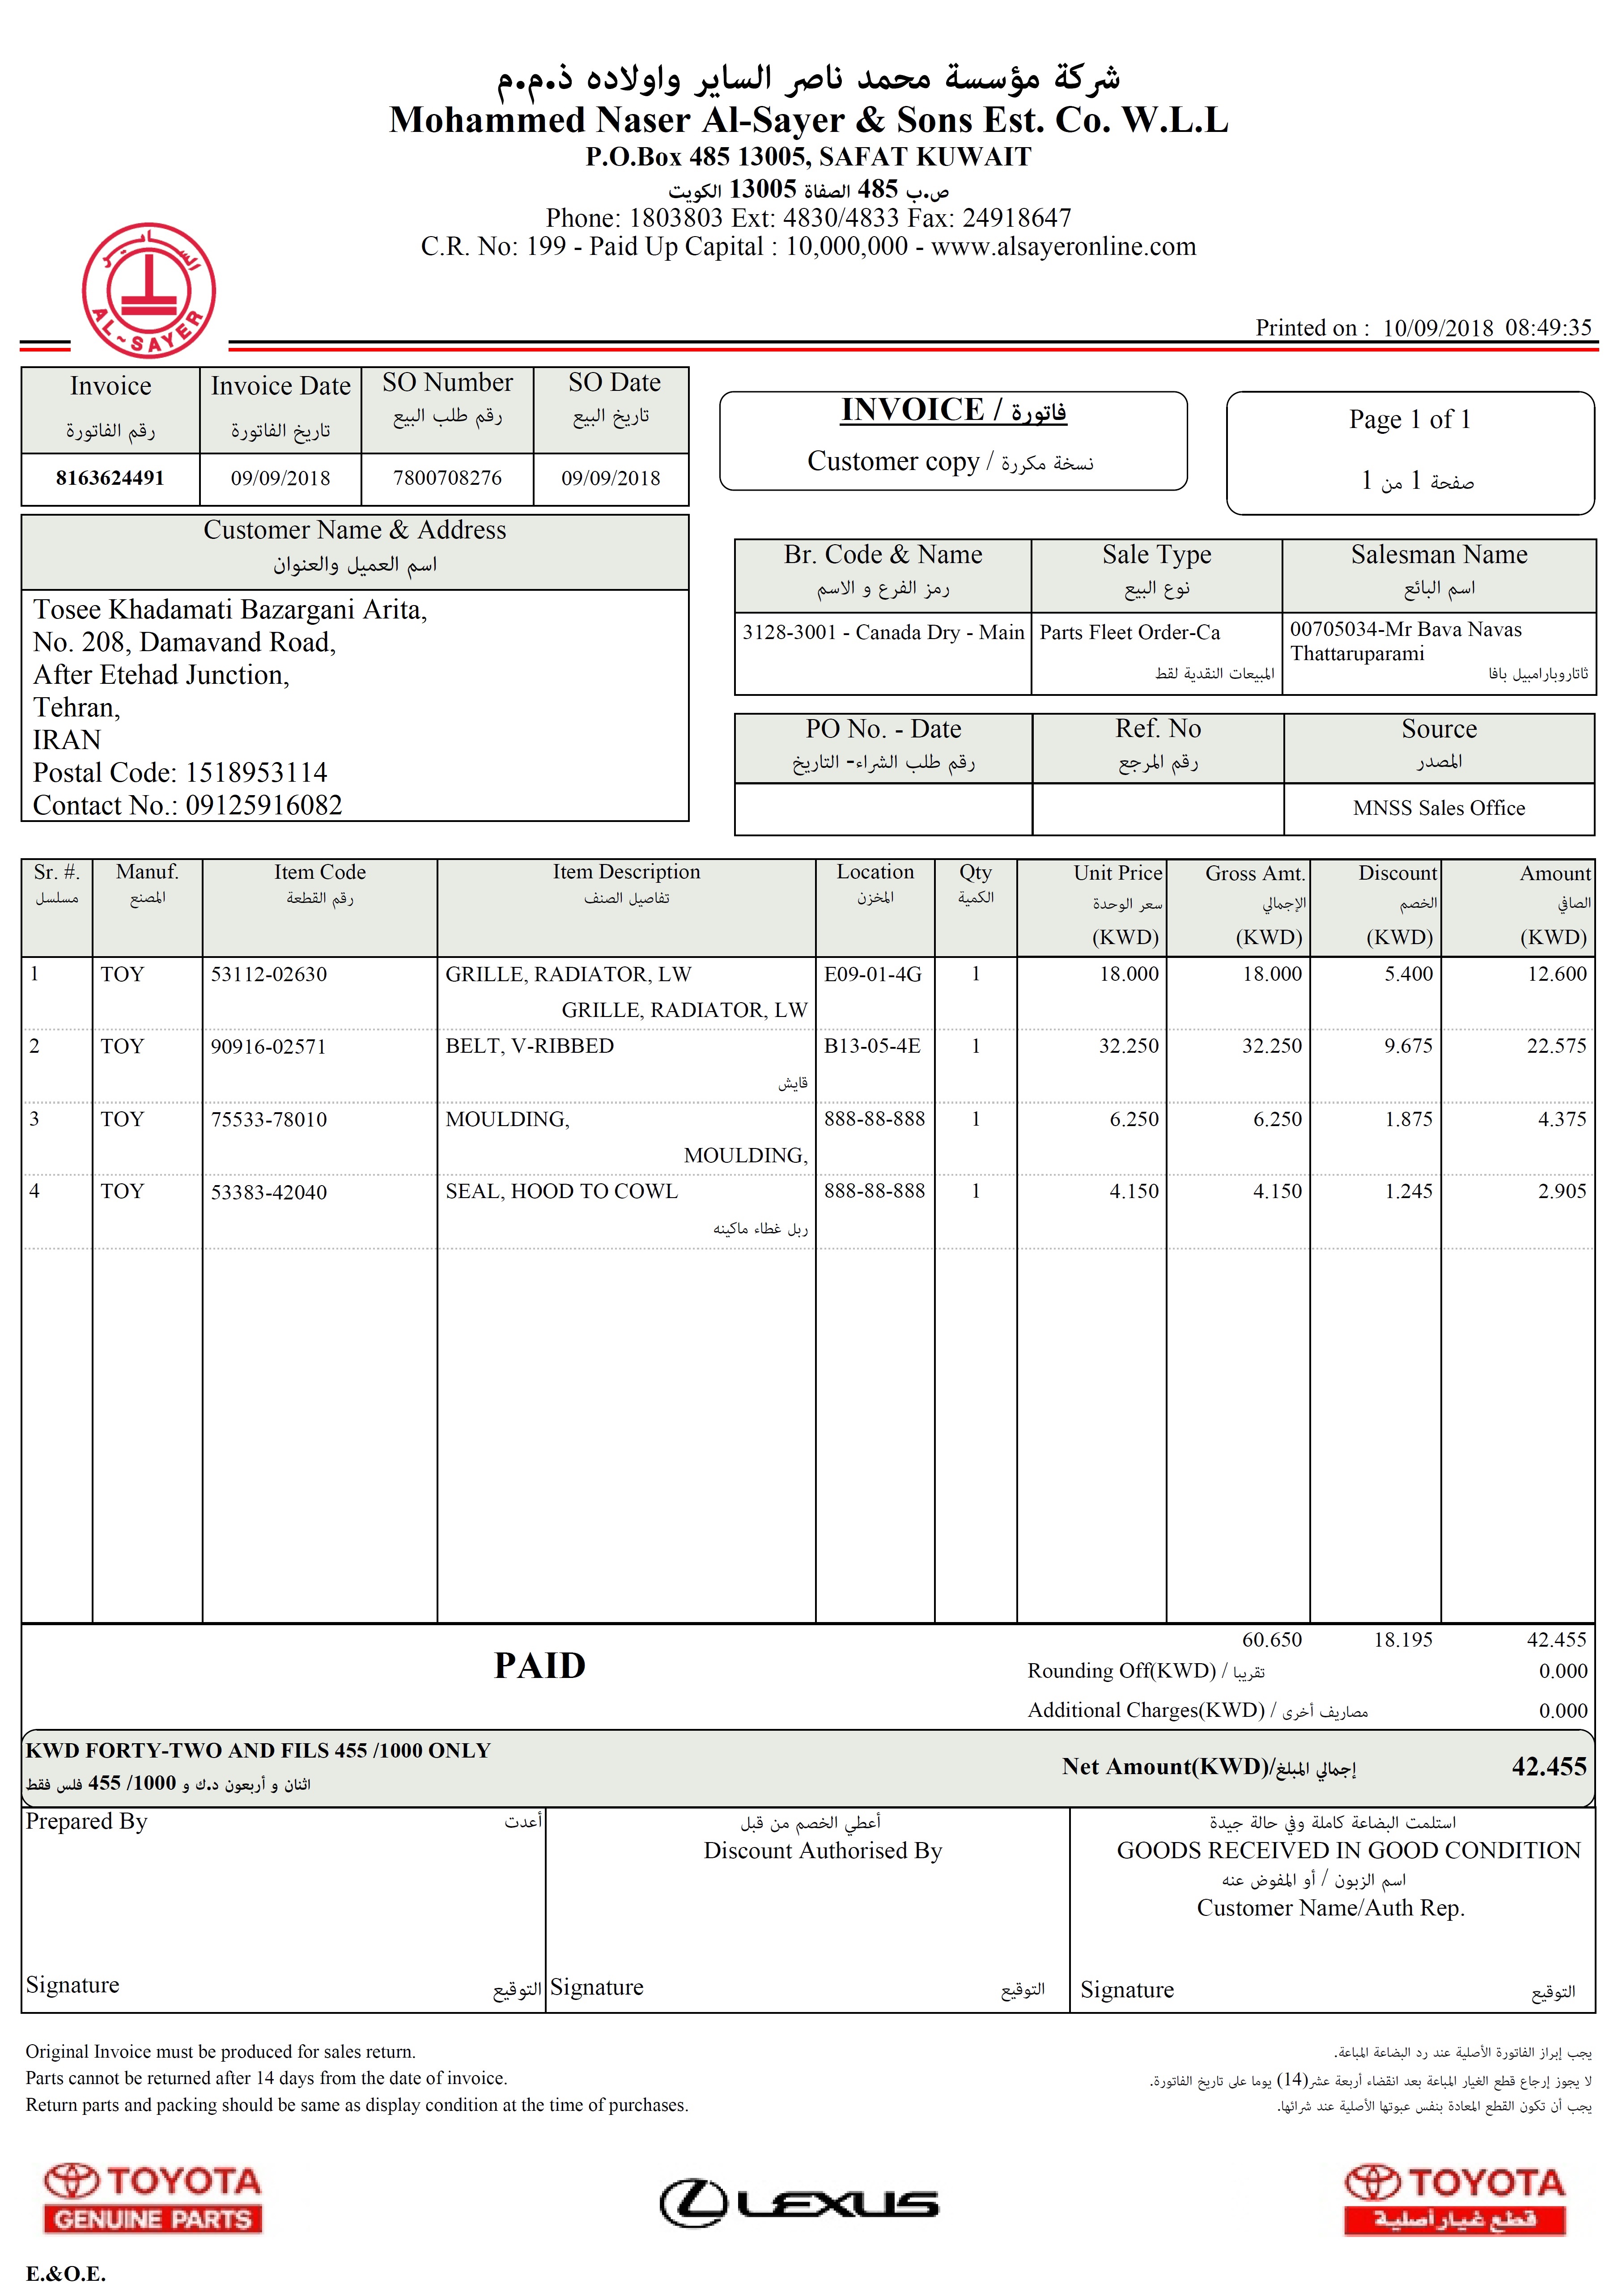 شركة مؤسسة محمد ناصر الساير واولاده ذ.م.م
Mohammed Naser Al-Sayer & Sons Est. Co. W.L.L
P.O.Box 485 13005, SAFAT KUWAIT
ص.ب 485 الصفاة 13005 الكويت
Phone: 1803803 Ext: 4830/4833 Fax: 24918647
C.R. No: 199 - Paid Up Capital : 10,000,000 - www.alsayeronline.com
الساير
AL~SAYER
Printed on : 10/09/2018 08:49:35
Invoice Invoice Date SO Number SO Date
رقم الفاتورة تاريخ الفاتورة رقم طلب البيع تاريخ البيع
8163624491 09/09/2018 7800708276 09/09/2018
INVOICE / فاتورة
Customer copy / نسخة مكررة
Page 1 of 1
صفحة 1 من 1
Customer Name & Address
اسم العميل والعنوان
Tosee Khadamati Bazargani Arita,
No. 208, Damavand Road,
After Etehad Junction,
Tehran,
IRAN
Postal Code: 1518953114
Contact No.: 09125916082
Br. Code & Name Sale Type Salesman Name
رمز الفرع و الاسم نوع البيع اسم البائع
3128-3001 - Canada Dry - Main Parts Fleet Order-Ca 00705034-Mr Bava Navas
Thattaruparami
المبيعات النقدية لقط ثاتاروبارامبيل بافا
PO No. - Date Ref. No Source
رقم طلب الشراء- التاريخ رقم المرجع المصدر
MNSS Sales Office
Sr. #. Manuf. Item Code Item Description Location Qty Unit Price Gross Amt. Discount Amount
مسلسل المصنع رقم القطعة تفاصيل الصنف المخزن الكمية سعر الوحدة الإجمالي الخصم الصافي
(KWD) (KWD) (KWD) (KWD)
1 TOY 53112-02630 GRILLE, RADIATOR, LW E09-01-4G 1 18.000 18.000 5.400 12.600
GRILLE, RADIATOR, LW
2 TOY 90916-02571 BELT, V-RIBBED B13-05-4E 1 32.250 32.250 9.675 22.575
قايش
3 TOY 75533-78010 MOULDING, 888-88-888 1 6.250 6.250 1.875 4.375
MOULDING,
4 TOY 53383-42040 SEAL, HOOD TO COWL 888-88-888 1 4.150 4.150 1.245 2.905
ربل غطاء ماكينه
60.650 18.195 42.455
PAID
Rounding Off(KWD) / تقريبا 0.000
Additional Charges(KWD) / مصاريف أخرى 0.000
KWD FORTY-TWO AND FILS 455 /1000 ONLY
اثنان و أربعون د.ك و 455 /1000 فلس فقط
Net Amount(KWD)/إجمالي المبلغ 42.455
Prepared By أعدت
Signature التوقيع
أعطي الخصم من قبل
Discount Authorised By
Signature التوقيع
استلمت البضاعة كاملة وفي حالة جيدة
GOODS RECEIVED IN GOOD CONDITION
اسم الزبون / أو المفوض عنه
Customer Name/Auth Rep.
Signature التوقيع
Original Invoice must be produced for sales return.
Parts cannot be returned after 14 days from the date of invoice.
Return parts and packing should be same as display condition at the time of purchases.
يجب إبراز الفاتورة الأصلية عند رد البضاعة المباعة.
لا يجوز إرجاع قطع الغيار المباعة بعد انقضاء أربعة عشر(14) يوما على تاريخ الفاتورة.
يجب أن تكون القطع المعادة بنفس عبوتها الأصلية عند شرائها.
TOYOTA
GENUINE PARTS
LEXUS
TOYOTA
قطع غيار أصلية
E.&O.E.